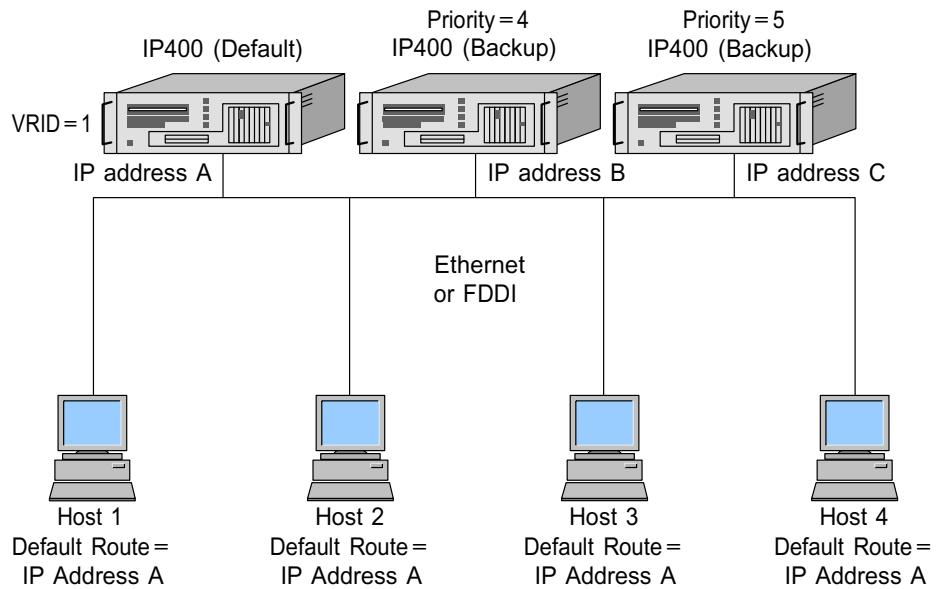 IP400 (Default)
Priority=4
IP400 (Backup)
Priority=5
IP400 (Backup)
VRID=1
IP address A
IP address B
IP address C
Ethernet
or FDDI
Host 1
Default Route=
IP Address A
Host 2
Default Route=
IP Address A
Host 3
Default Route=
IP Address A
Host 4
Default Route=
IP Address A